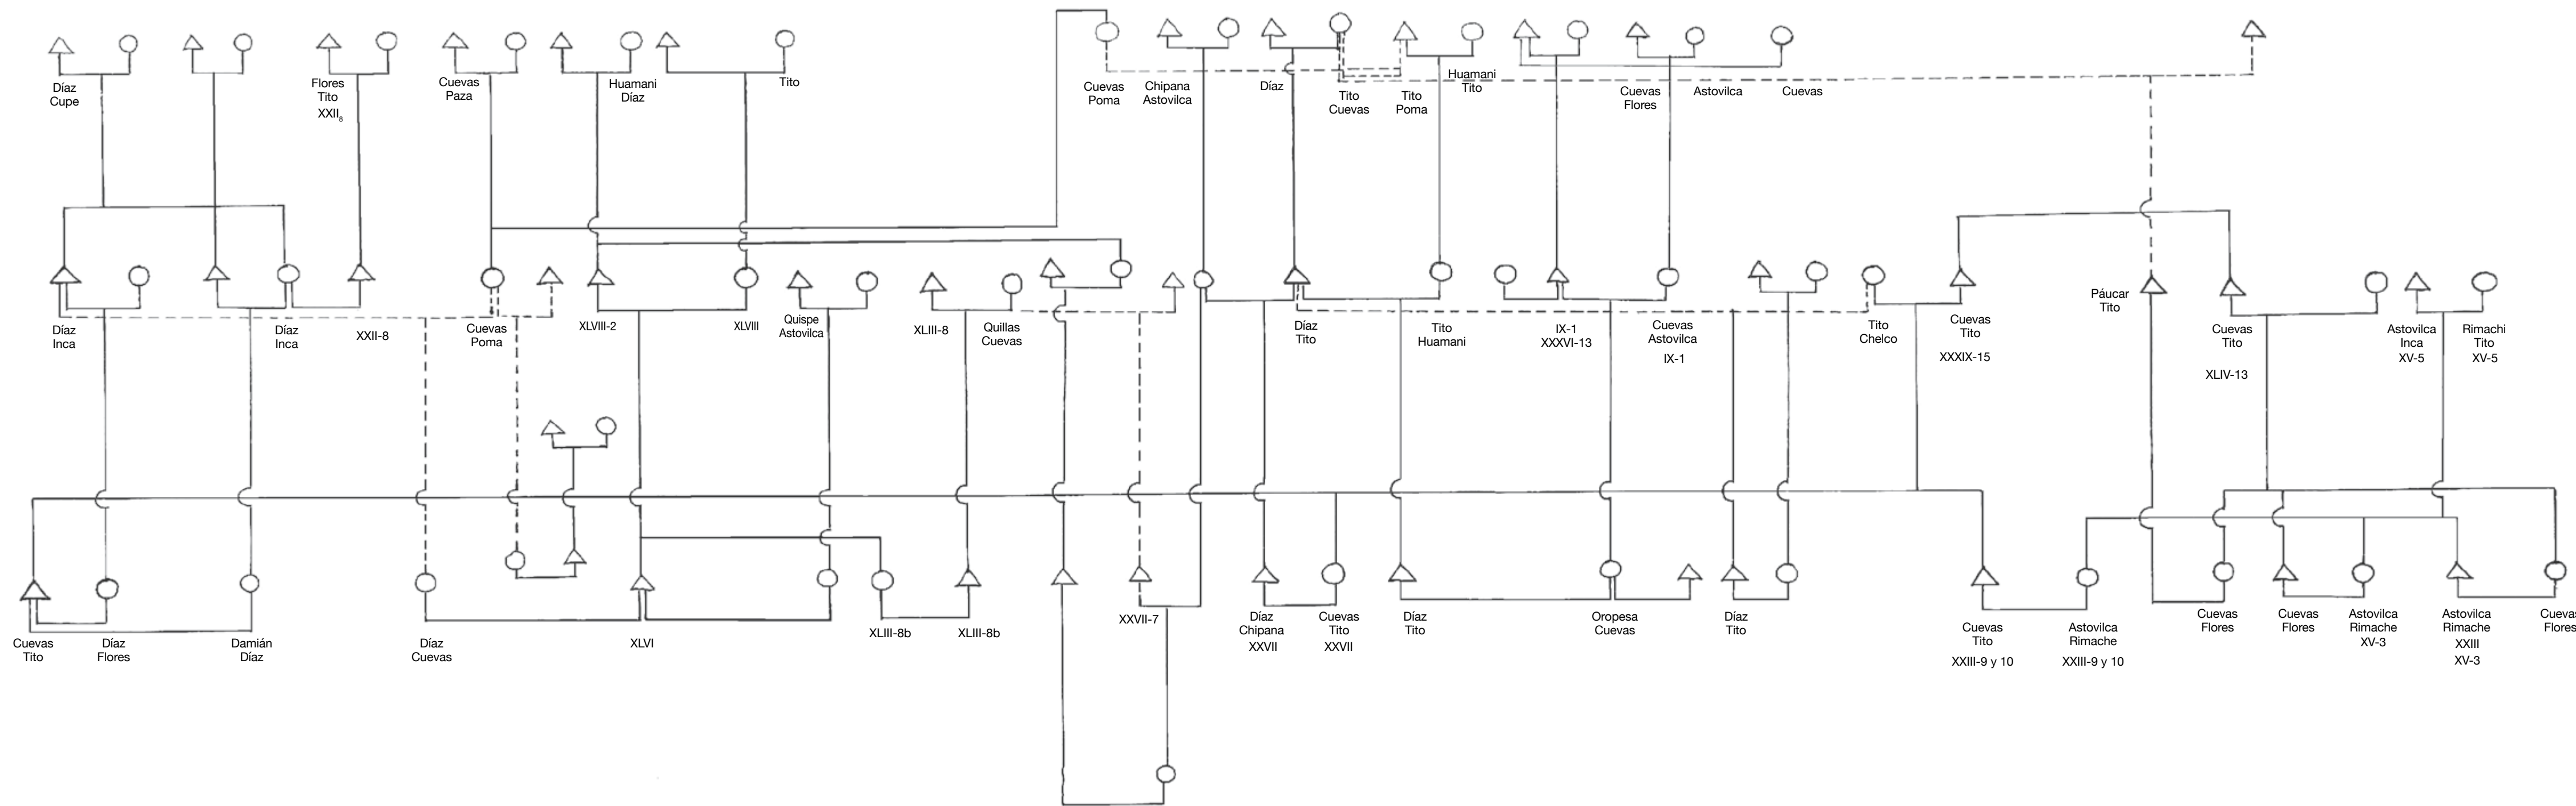 Díaz
Cupe
Flores
Tito
XXII8
Cuevas
Paza
Huamani
Díaz
Tito
Cuevas
Poma
Chipana
Astovilca
Díaz
Tito
Cuevas
Tito
Poma
Huamani
Tito
Cuevas
Flores
Astovilca
Cuevas
Díaz
Inca
Díaz
Inca
XXII-8
Cuevas
Poma
XLVIII-2
XLVIII
Quispe
Astovilca
XLIII-8
Quillas
Cuevas
Díaz
Tito
Tito
Huamani
IX-1
XXXVI-13
Cuevas
Astovilca
IX-1
Tito
Chelco
Cuevas
Tito
XXXIX-15
Páucar
Tito
Cuevas
Tito
XLIV-13
Astovilca
Inca
XV-5
Rimachi
Tito
XV-5
Cuevas
Tito
Díaz
Flores
Damián
Díaz
Díaz
Cuevas
XLVI
XLIII-8b
XLIII-8b
XXVII-7
Díaz
Chipana
XXVII
Cuevas
Tito
XXVII
Díaz
Tito
Oropesa
Cuevas
Díaz
Tito
Cuevas
Tito
XXIII-9 y 10
Astovilca
Rimache
XXIII-9 y 10
Cuevas
Flores
Cuevas
Flores
Astovilca
Rimache
XV-3
Astovilca
Rimache
XXIII
XV-3
Cuevas
Flores